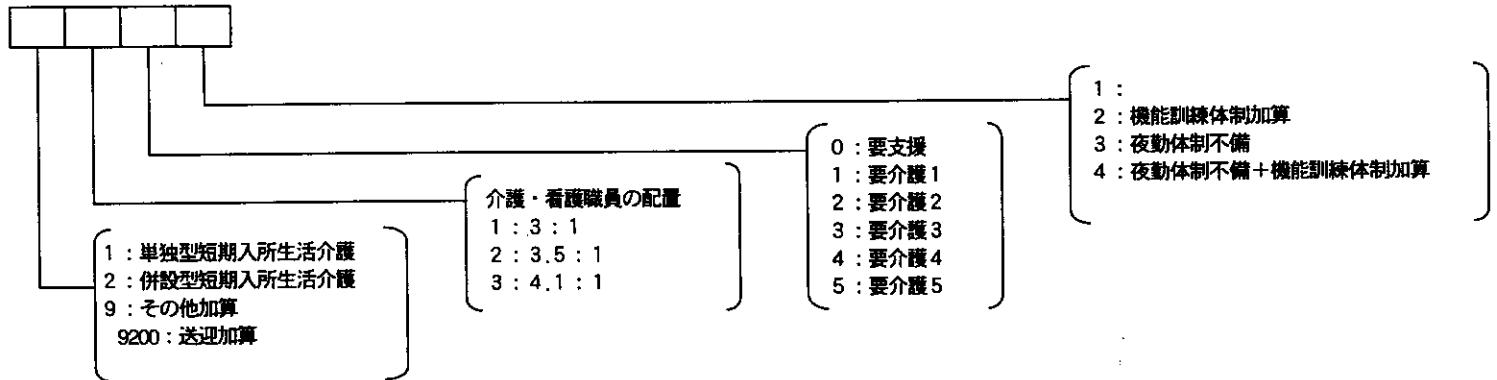 1：
2：機能訓練体制加算
3：夜勤体制不備
4：夜勤体制不備＋機能訓練体制加算
0：要支援
1：要介護1
2：要介護2
3：要介護3
4：要介護4
5：要介護5
介護・看護職員の配置
1：3：1
2：3.5：1
3：4.1：1
1：単独型短期入所生活介護
2：併設型短期入所生活介護
9：その他加算
9200：送迎加算